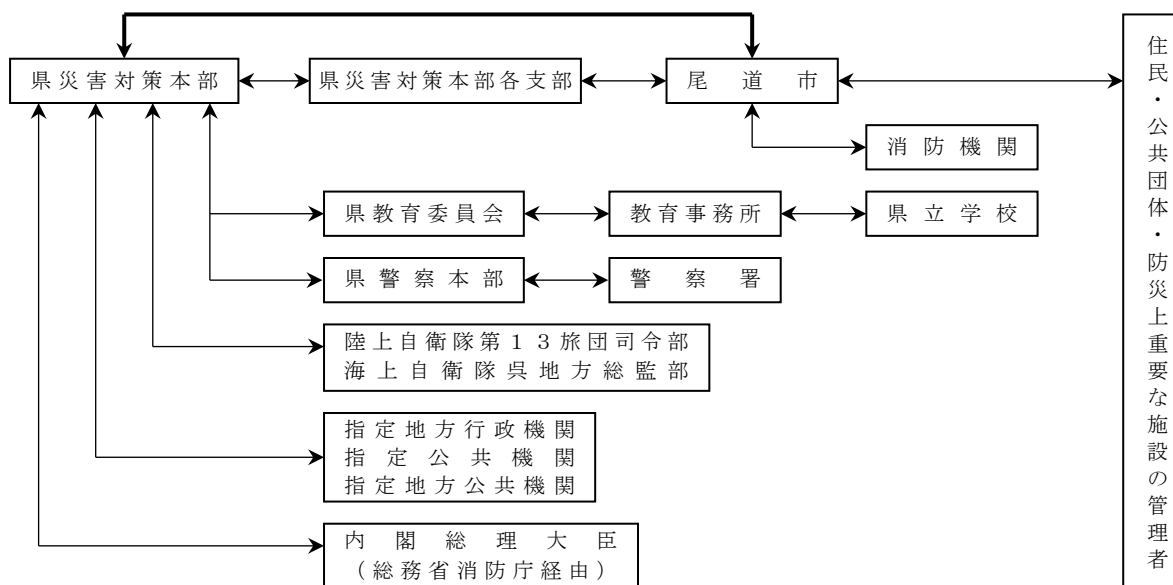 県災害対策本部
県災害対策本部各支部
尾道市
消防機関
県教育委員会
教育事務所
県立学校
県警察本部
警察署
陸上自衛隊第１３旅団司令部
海上自衛隊呉地方総監部
指定地方行政機関
指定公共機関
指定地方公共機関
内閣総理大臣
（総務省消防庁経由）
住民・公共団体・防災上重要な施設の管理者